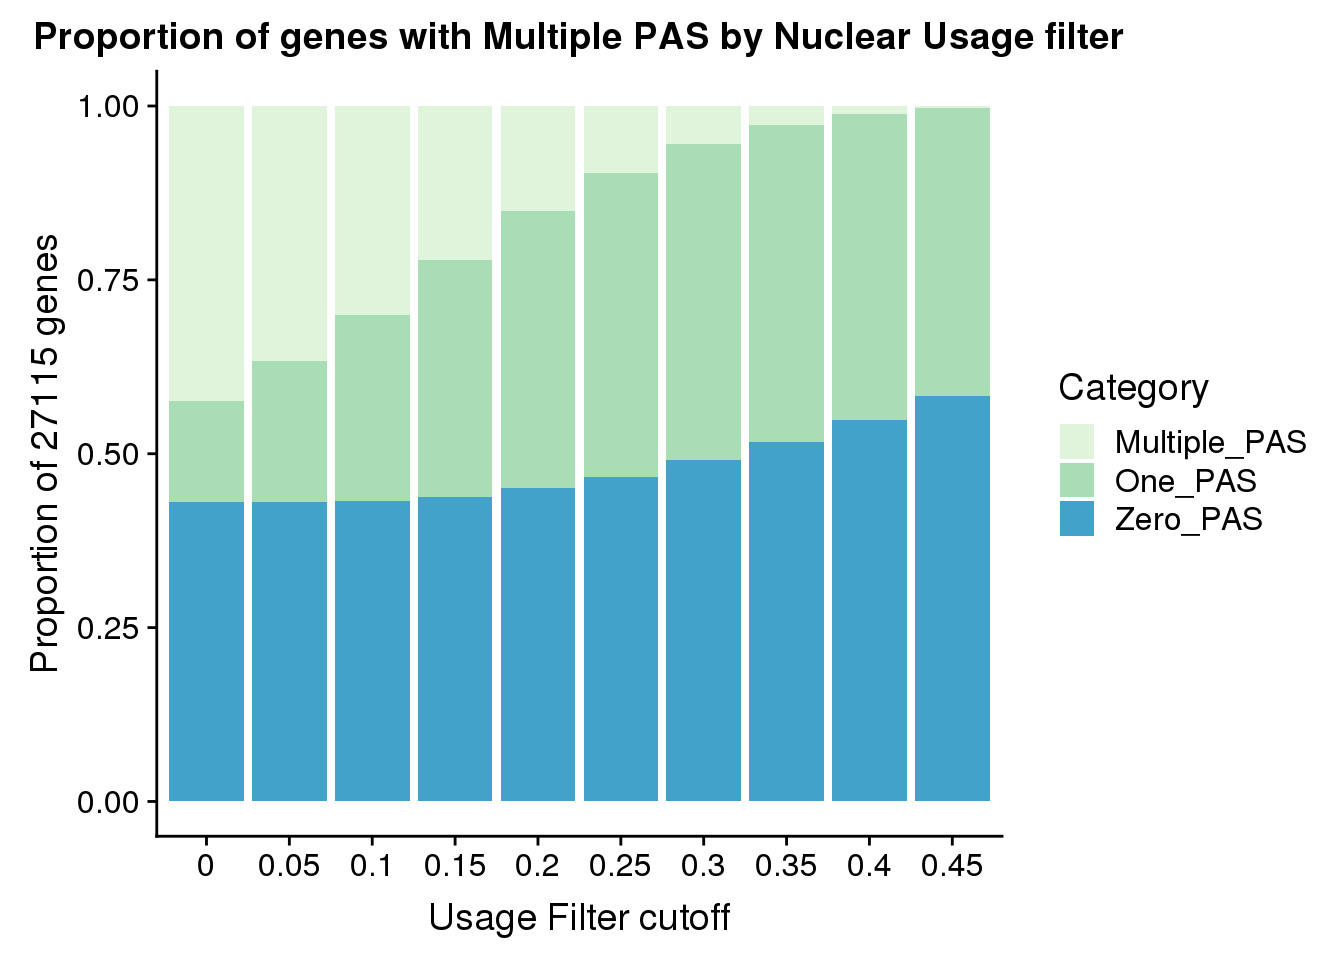 Proportion of genes with Multiple PAS by Nuclear Usage filter
Proportion of 27115 genes
1.00
0.75
0.50
0.25
0.00
0 0.05 0.1 0.15 0.2 0.25 0.3 0.35 0.4 0.45
Usage Filter cutoff
Category
Multiple_PAS
One_PAS
Zero_PAS